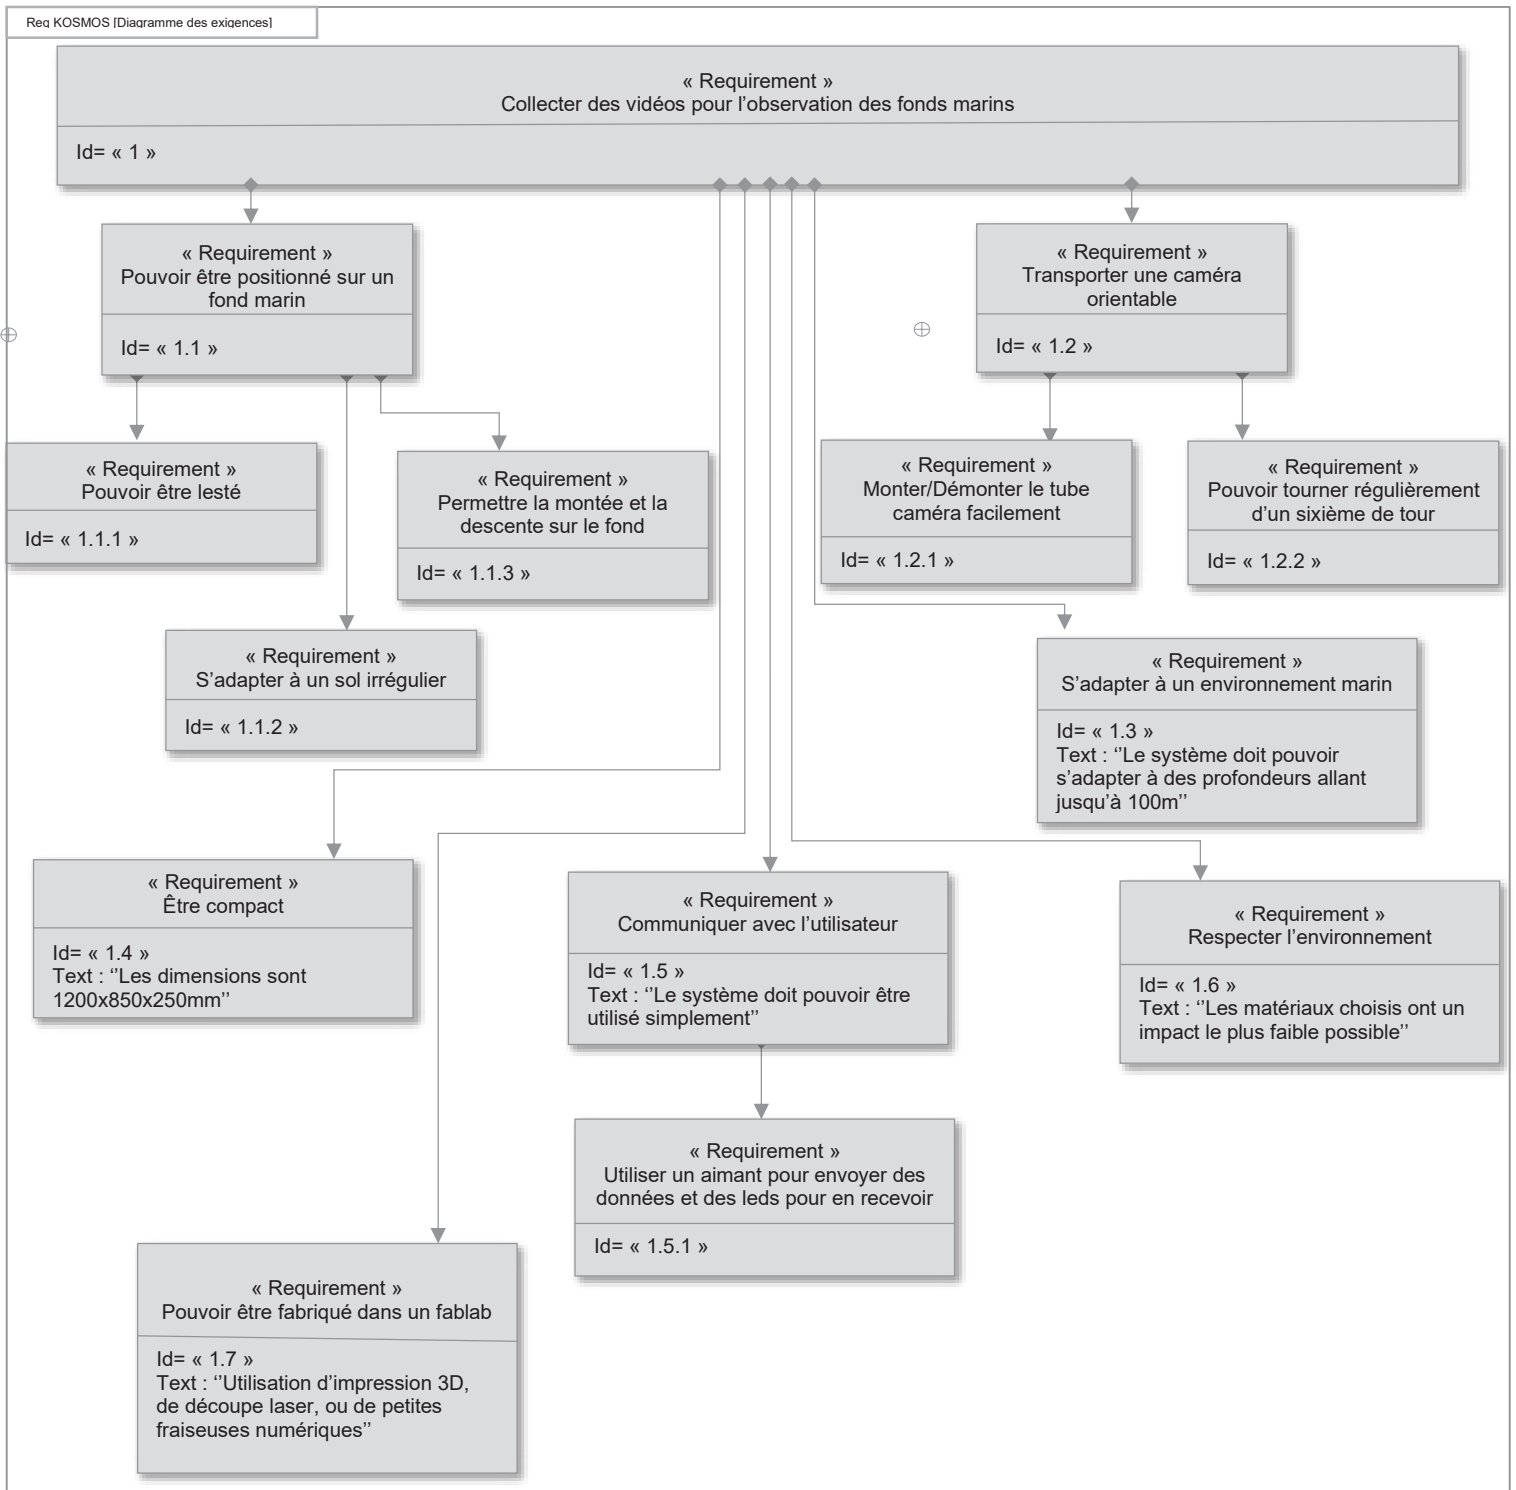 Req KOSMOS [Diagramme des exigences]
« Requirement »
Collecter des vidéos pour l’observation des fonds marins
Id= « 1 »
« Requirement »
Pouvoir être positionné sur un
fond marin
Id= « 1.1 »
« Requirement »
Transporter une caméra
orientable
Id= « 1.2 »
« Requirement »
Pouvoir être lesté
Id= « 1.1.1 »
« Requirement »
Permettre la montée et la
descente sur le fond
Id= « 1.1.3 »
« Requirement »
Monter/Démonter le tube
caméra facilement
Id= « 1.2.1 »
« Requirement »
Pouvoir tourner régulièrement
d’un sixième de tour
Id= « 1.2.2 »
« Requirement »
S’adapter à un sol irrégulier
Id= « 1.1.2 »
« Requirement »
S’adapter à un environnement marin
Id= « 1.3 »
Text : ‘’Le système doit pouvoir
s’adapter à des profondeurs allant
jusqu’à 100m’’
« Requirement »
Être compact
Id= « 1.4 »
Text : ‘’Les dimensions sont
1200x850x250mm’’
« Requirement »
Communiquer avec l’utilisateur
Id= « 1.5 »
Text : ‘’Le système doit pouvoir être
utilisé simplement’’
« Requirement »
Respecter l’environnement
Id= « 1.6 »
Text : ‘’Les matériaux choisis ont un
impact le plus faible possible’’
« Requirement »
Utiliser un aimant pour envoyer des
données et des leds pour en recevoir
Id= « 1.5.1 »
« Requirement »
Pouvoir être fabriqué dans un fablab
Id= « 1.7 »
Text : ‘’Utilisation d’impression 3D,
de découpe laser, ou de petites
fraiseuses numériques’’